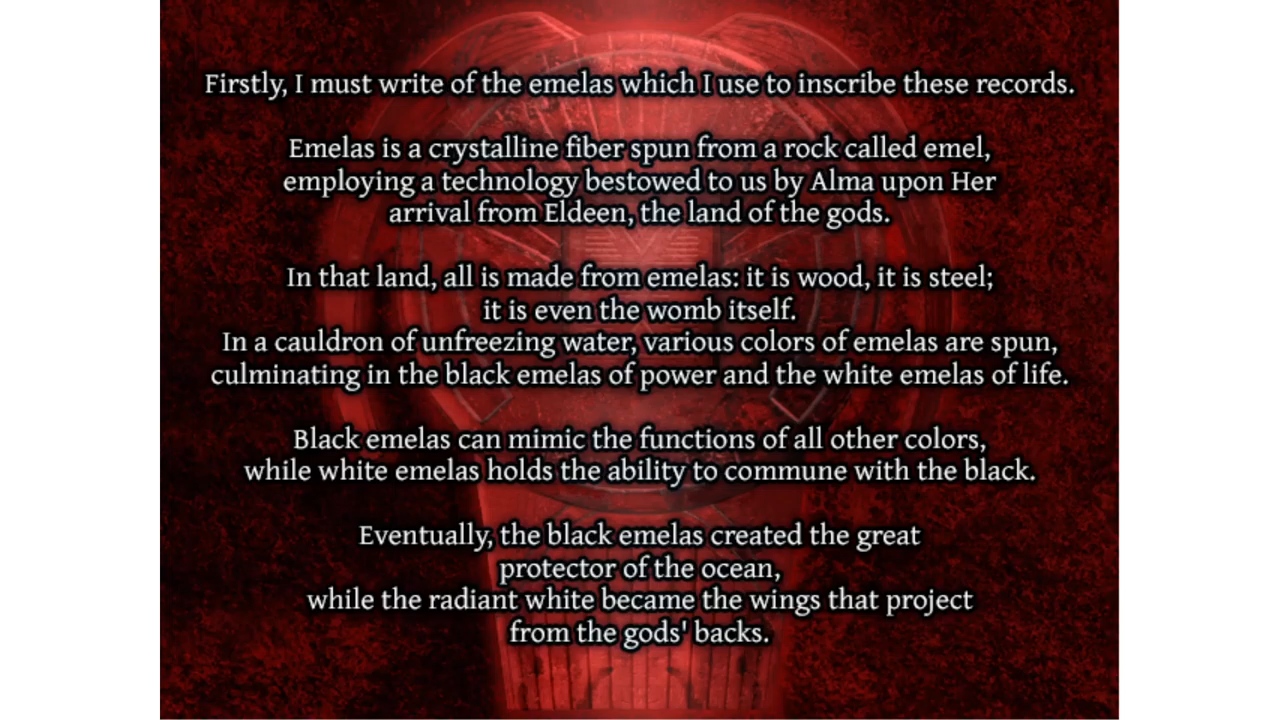 Firstly, I must write of the emelas which I use to inscribe these records.
Emelas is a crystalline fiber spun from a rock called emel,
employing a technology bestowed to us by Alma upon Her
arrival from Eldeen, the land of the gods.
In that land, all is made from emelas: it is wood, it is steel;
it is even the womb itself.
In a cauldron of unfreezing water, various colors of emelas are spun,
culminating in the black emelas of power and the white emelas of life.
Black emelas can mimic the functions of all other colors,
while white emelas holds the ability to commune with the black.
Eventually, the black emelas created the great
protector of the ocean,
while the radiant white became the wings that project
from the gods' backs.